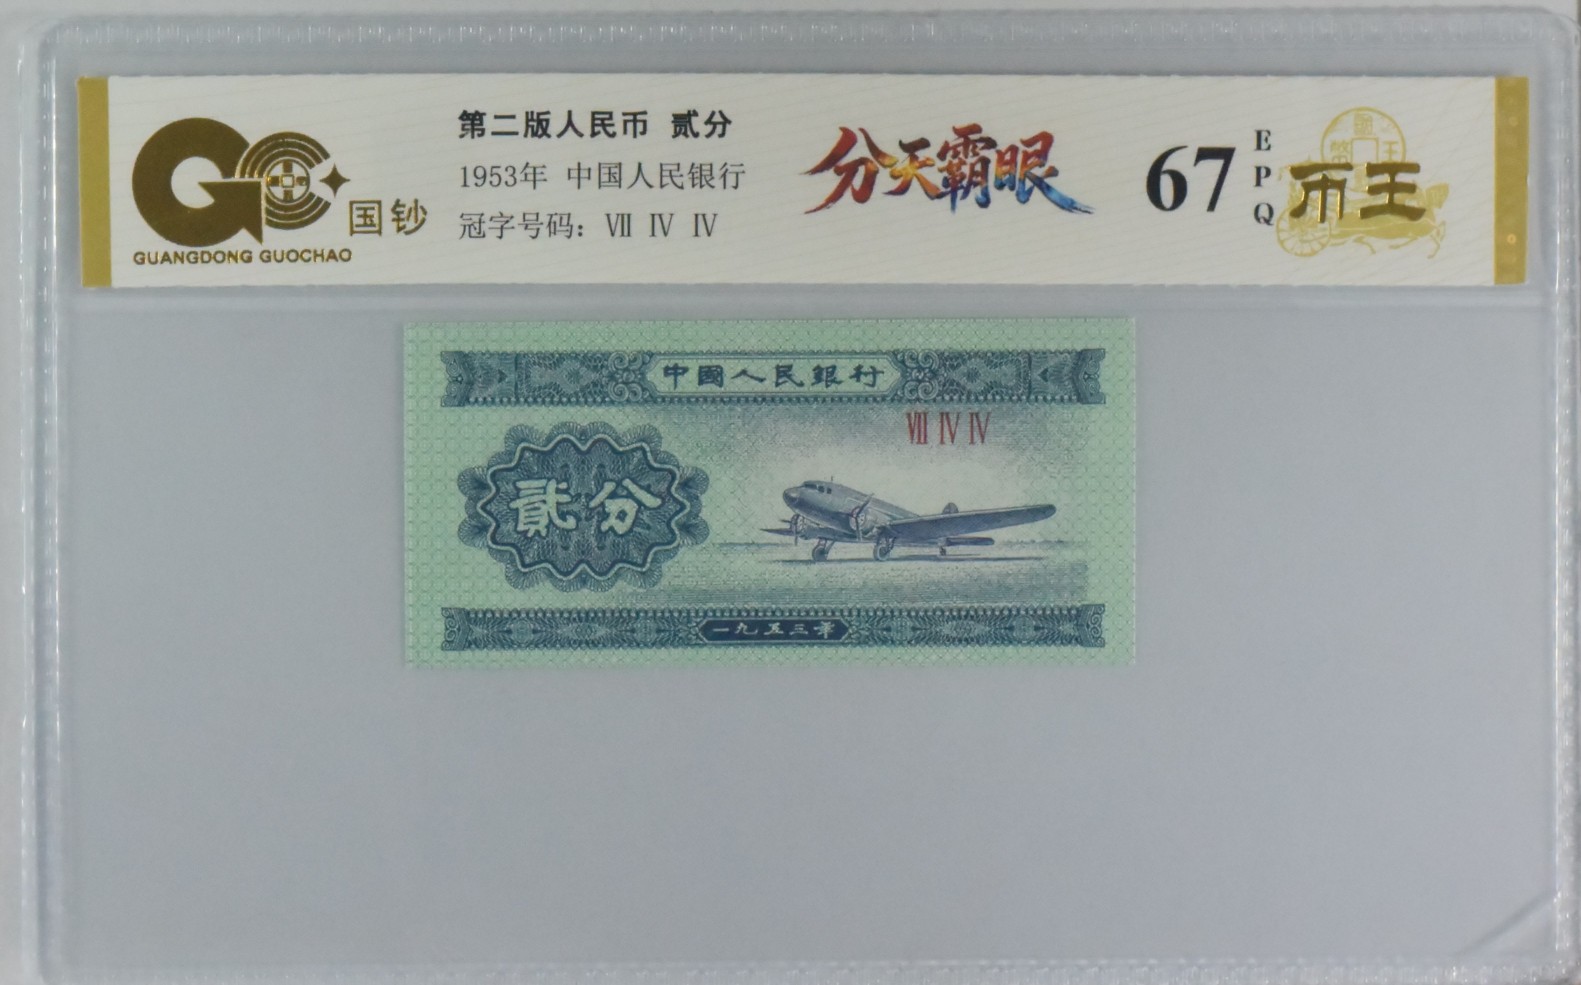 GC
国钞
GUANGDONG GUOCHAO
第二版人民币 贰分
1953年 中国人民银行
冠字号码：Ⅶ Ⅳ Ⅳ
分天霸眼
67
EPQ
币王
中國人民銀行
Ⅶ Ⅳ Ⅳ
貳分
一九五三年